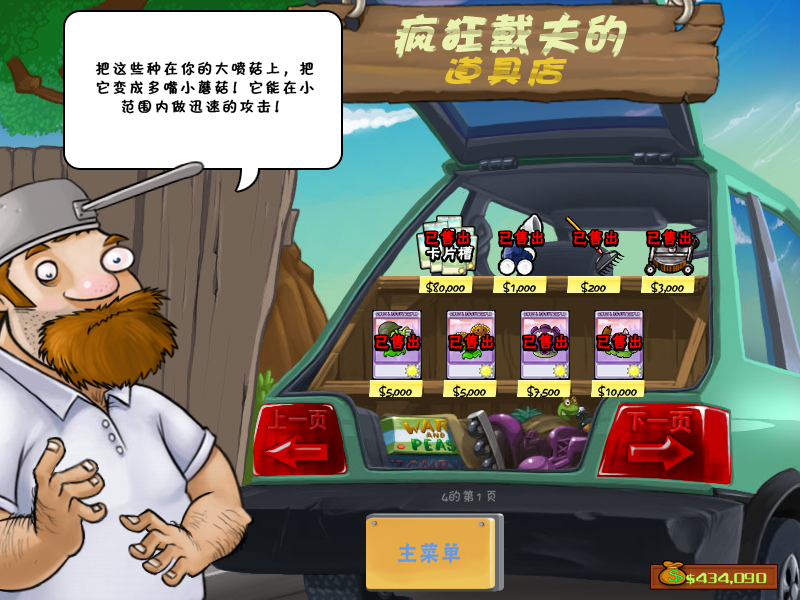 疯狂戴夫的
道具店
把这些种在你的大喷菇上，把
它变成多嘴小蘑菇！它能在小
范围内做迅速的攻击！
已售出
卡片槽
已售出
已售出
已售出
$80,000
$1,000
$200
$3,000
已售出
已售出
已售出
已售出
$5,000
$5,000
$7,500
$10,000
上一页
下一页
WAR
AND
PEAS
4的第1页
主菜单
$434,090